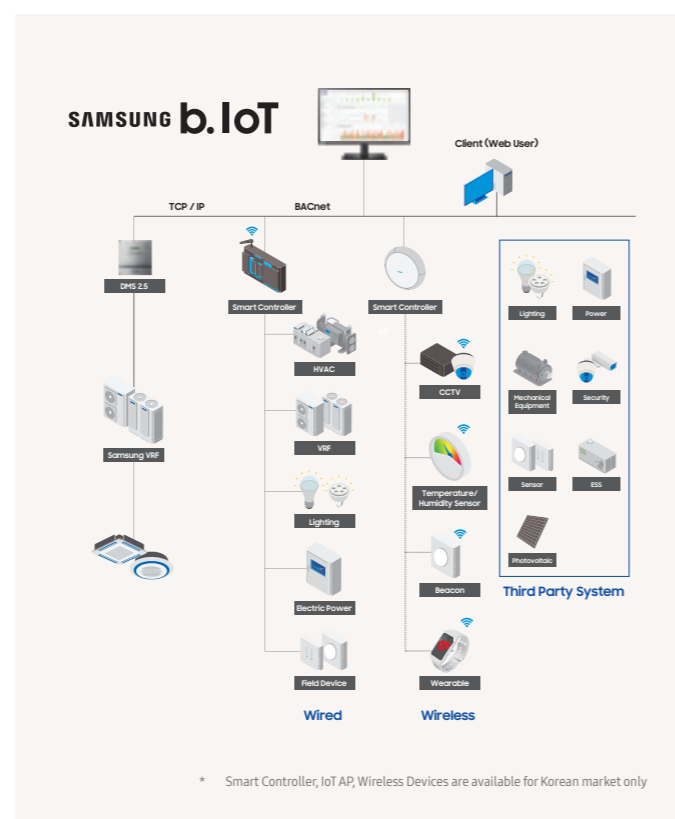 SAMSUNG b.IoT
Client (Web User)
TCP / IP
BACnet
DMS 2.5
Samsung VRF
Smart Controller
HVAC
VRF
Lighting
Electric Power
Field Device
Wired
Smart Controller
CCTV
Temperature/
Humidity Sensor
Beacon
Wearable
Wireless
Lighting
Power
Mechanical
Equipment
Security
Sensor
ESS
Photovoltaic
Third Party System
* Smart Controller, IoT AP, Wireless Devices are available for Korean market only